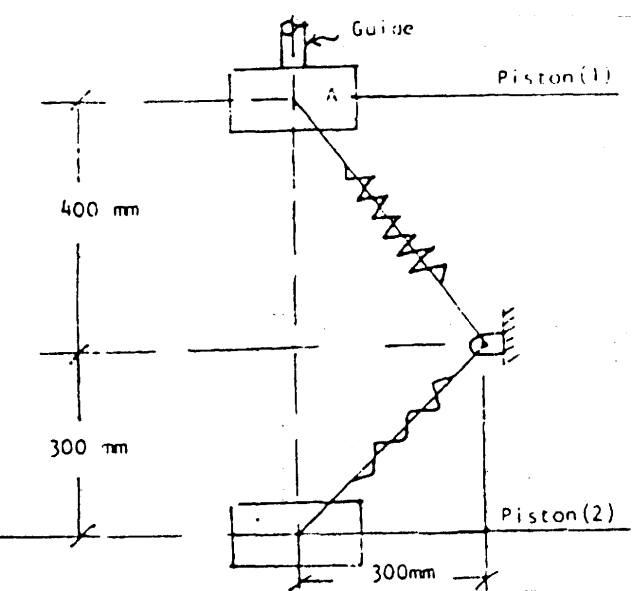 Guide
Piston(1)
A
400 mm
300 mm
Piston(2)
300mm